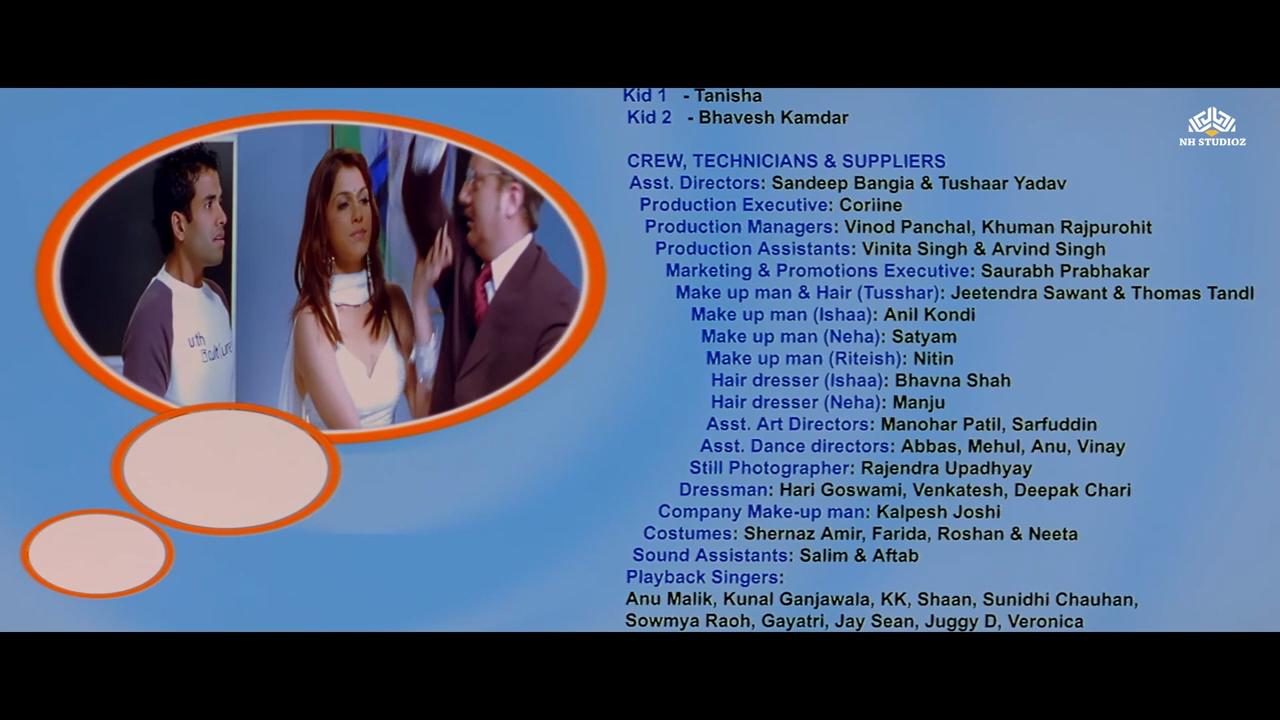 Kid 1 - Tanisha
Kid 2 - Bhavesh Kamdar
NH STUDIOZ
CREW, TECHNICIANS & SUPPLIERS
Asst. Directors: Sandeep Bangia & Tushaar Yadav
Production Executive: Coriine
Production Managers: Vinod Panchal, Khuman Rajpurohit
Production Assistants: Vinita Singh & Arvind Singh
Marketing & Promotions Executive: Saurabh Prabhakar
Make up man & Hair (Tusshar): Jeetendra Sawant & Thomas Tandl
Make up man (Ishaa): Anil Kondi
Make up man (Neha): Satyam
Make up man (Riteish): Nitin
Hair dresser (Ishaa): Bhavna Shah
Hair dresser (Neha): Manju
Asst. Art Directors: Manohar Patil, Sarfuddin
Asst. Dance directors: Abbas, Mehul, Anu, Vinay
Still Photographer: Rajendra Upadhyay
Dressman: Hari Goswami, Venkatesh, Deepak Chari
Company Make-up man: Kalpesh Joshi
Costumes: Shernaz Amir, Farida, Roshan & Neeta
Sound Assistants: Salim & Aftab
Playback Singers:
Anu Malik, Kunal Ganjawala, KK, Shaan, Sunidhi Chauhan,
Sowmya Raoh, Gayatri, Jay Sean, Juggy D, Veronica